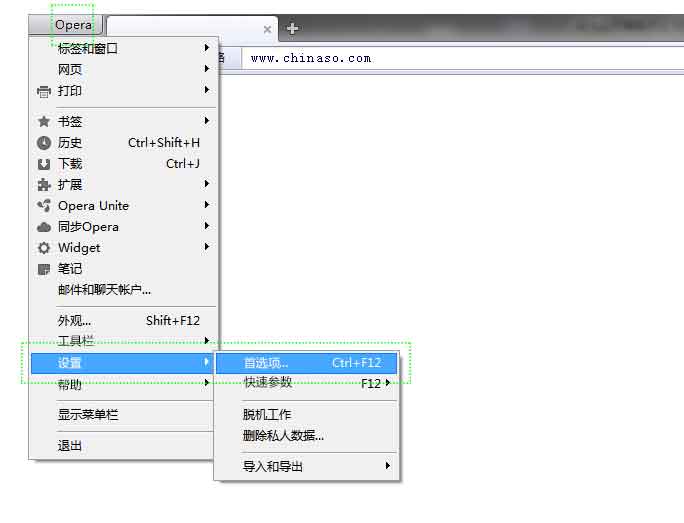 Opera
标签和窗口
www.chinaso.com
网页
打印
书签
历史 Ctrl+Shift+H
下载 Ctrl+J
扩展
Opera Unite
同步Opera
Widget
笔记
邮件和聊天帐户...
外观... Shift+F12
工具栏
设置
首选项... Ctrl+F12
快速参数 F12
帮助
脱机工作
显示菜单栏
删除私人数据...
退出
导入和导出